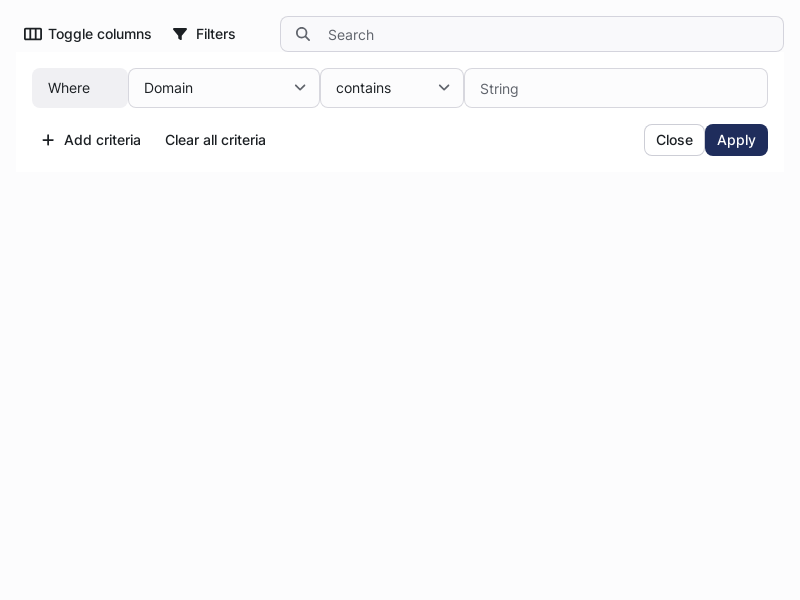 Toggle columns Filters Search
Where Domain contains String
Add criteria Clear all criteria Close Apply